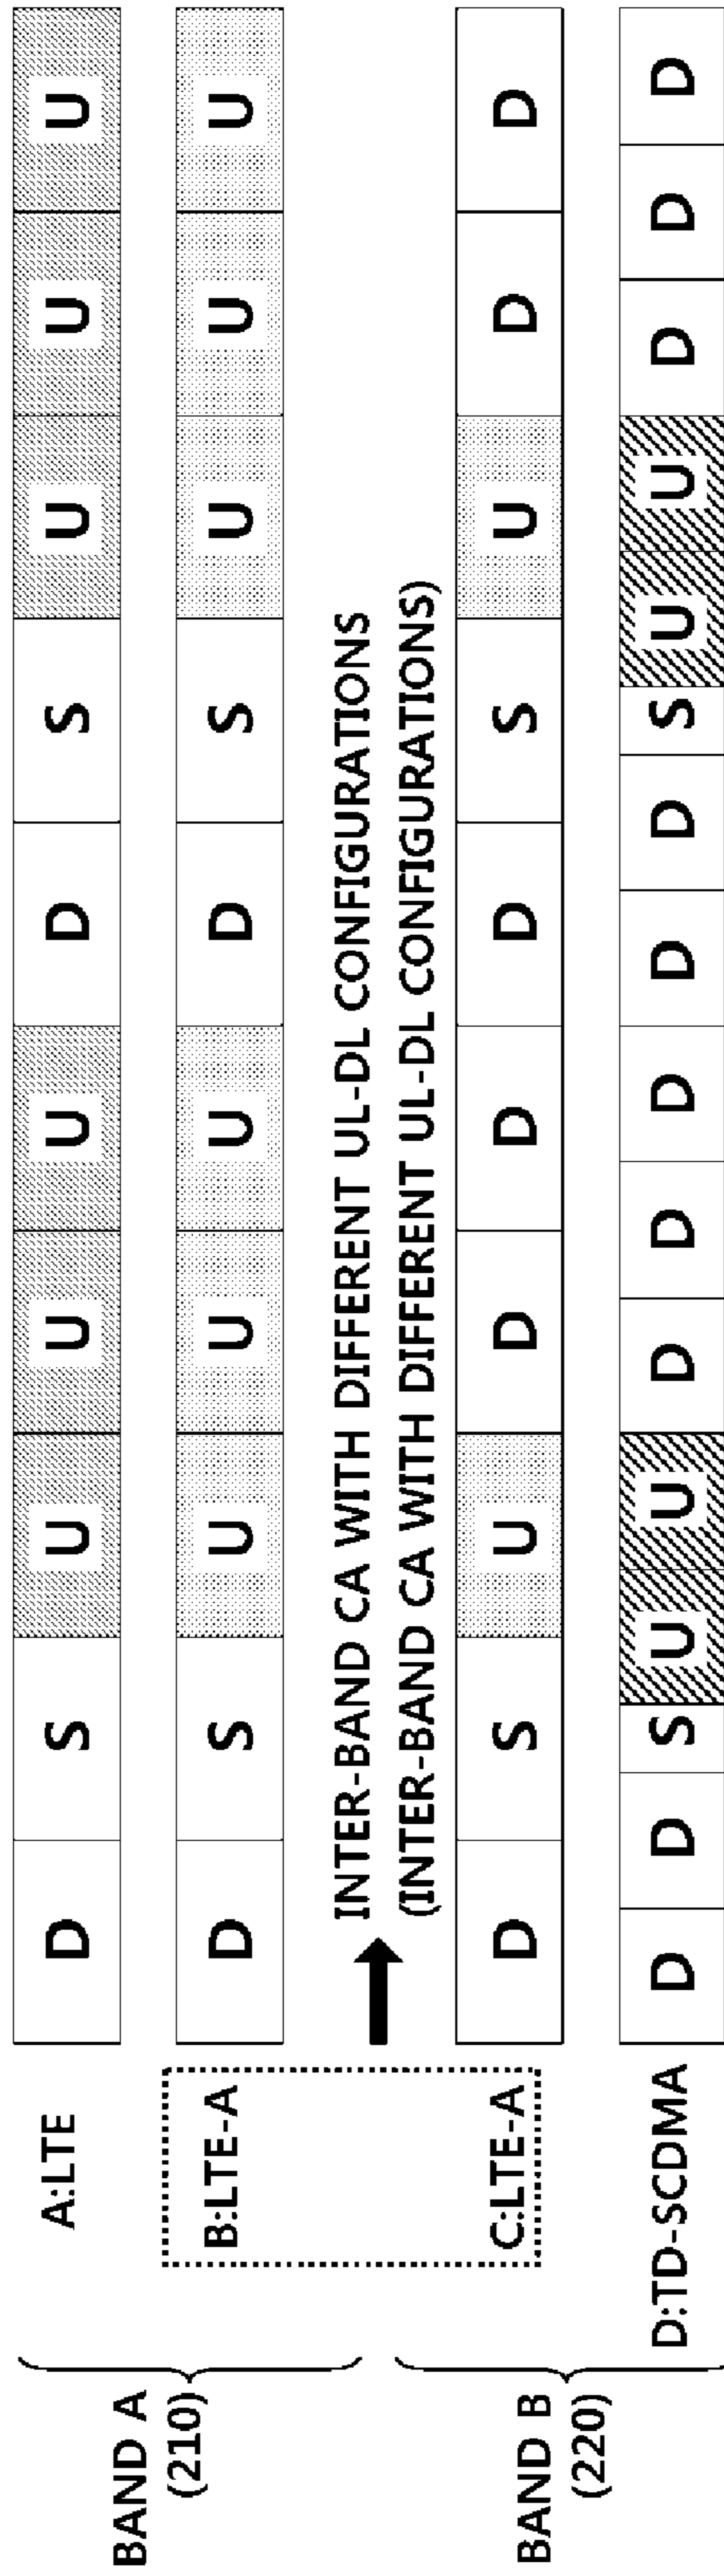 BAND A
(210)
A:LTE
D S U U U D S U U U
B:LTE-A
D S U U U D S U U U
INTER-BAND CA WITH DIFFERENT UL-DL CONFIGURATIONS
(INTER-BAND CA WITH DIFFERENT UL-DL CONFIGURATIONS)
BAND B
(220)
C:LTE-A
D S U D D D S U D D
D:TD-SCDMA
D D S U U D D D D D S U U D D D